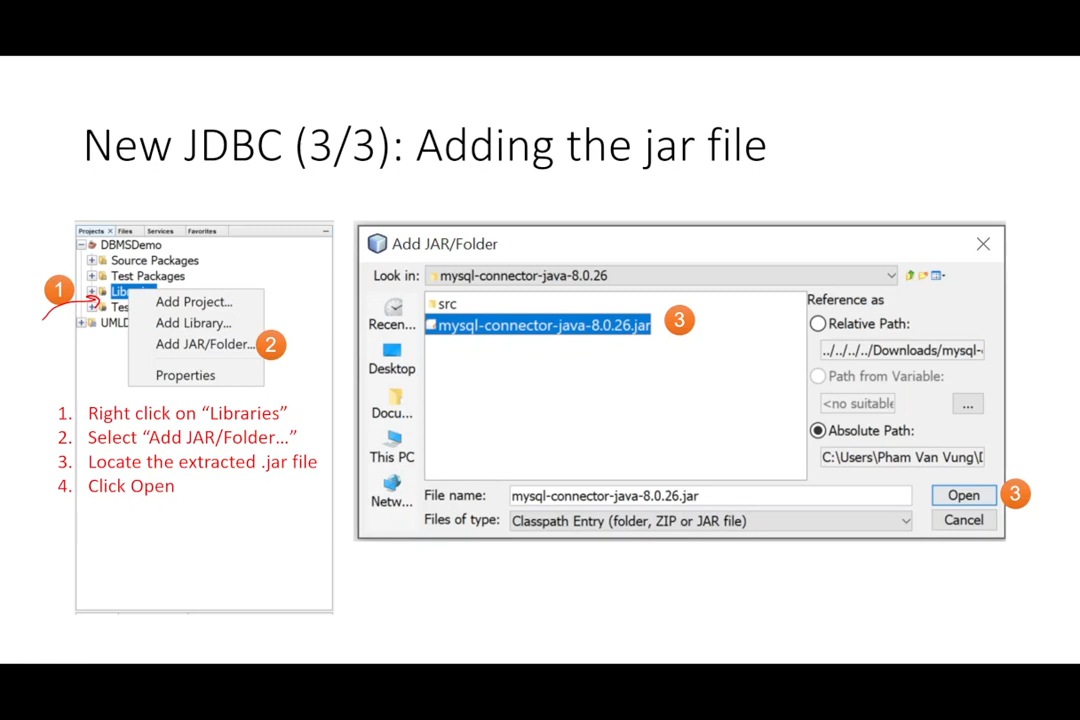 New JDBC (3/3): Adding the jar file
Projects × Files Services Favorites
DBMSDemo
Source Packages
Test Packages
1
UMLD
Add Project...
Add Library...
Add JAR/Folder...
2
Properties
1. Right click on “Libraries”
2. Select “Add JAR/Folder…”
3. Locate the extracted .jar file
4. Click Open
Add JAR/Folder
Look in: mysql-connector-java-8.0.26
Recen...
Desktop
Docu...
This PC
Netw...
src
mysql-connector-java-8.0.26.jar
3
Reference as
Relative Path:
../../../../Downloads/mysql-
Path from Variable:
<no suitable
...
Absolute Path:
C:\Users\Pham Van Vung\
File name: mysql-connector-java-8.0.26.jar
Open
3
Files of type: Classpath Entry (folder, ZIP or JAR file)
Cancel